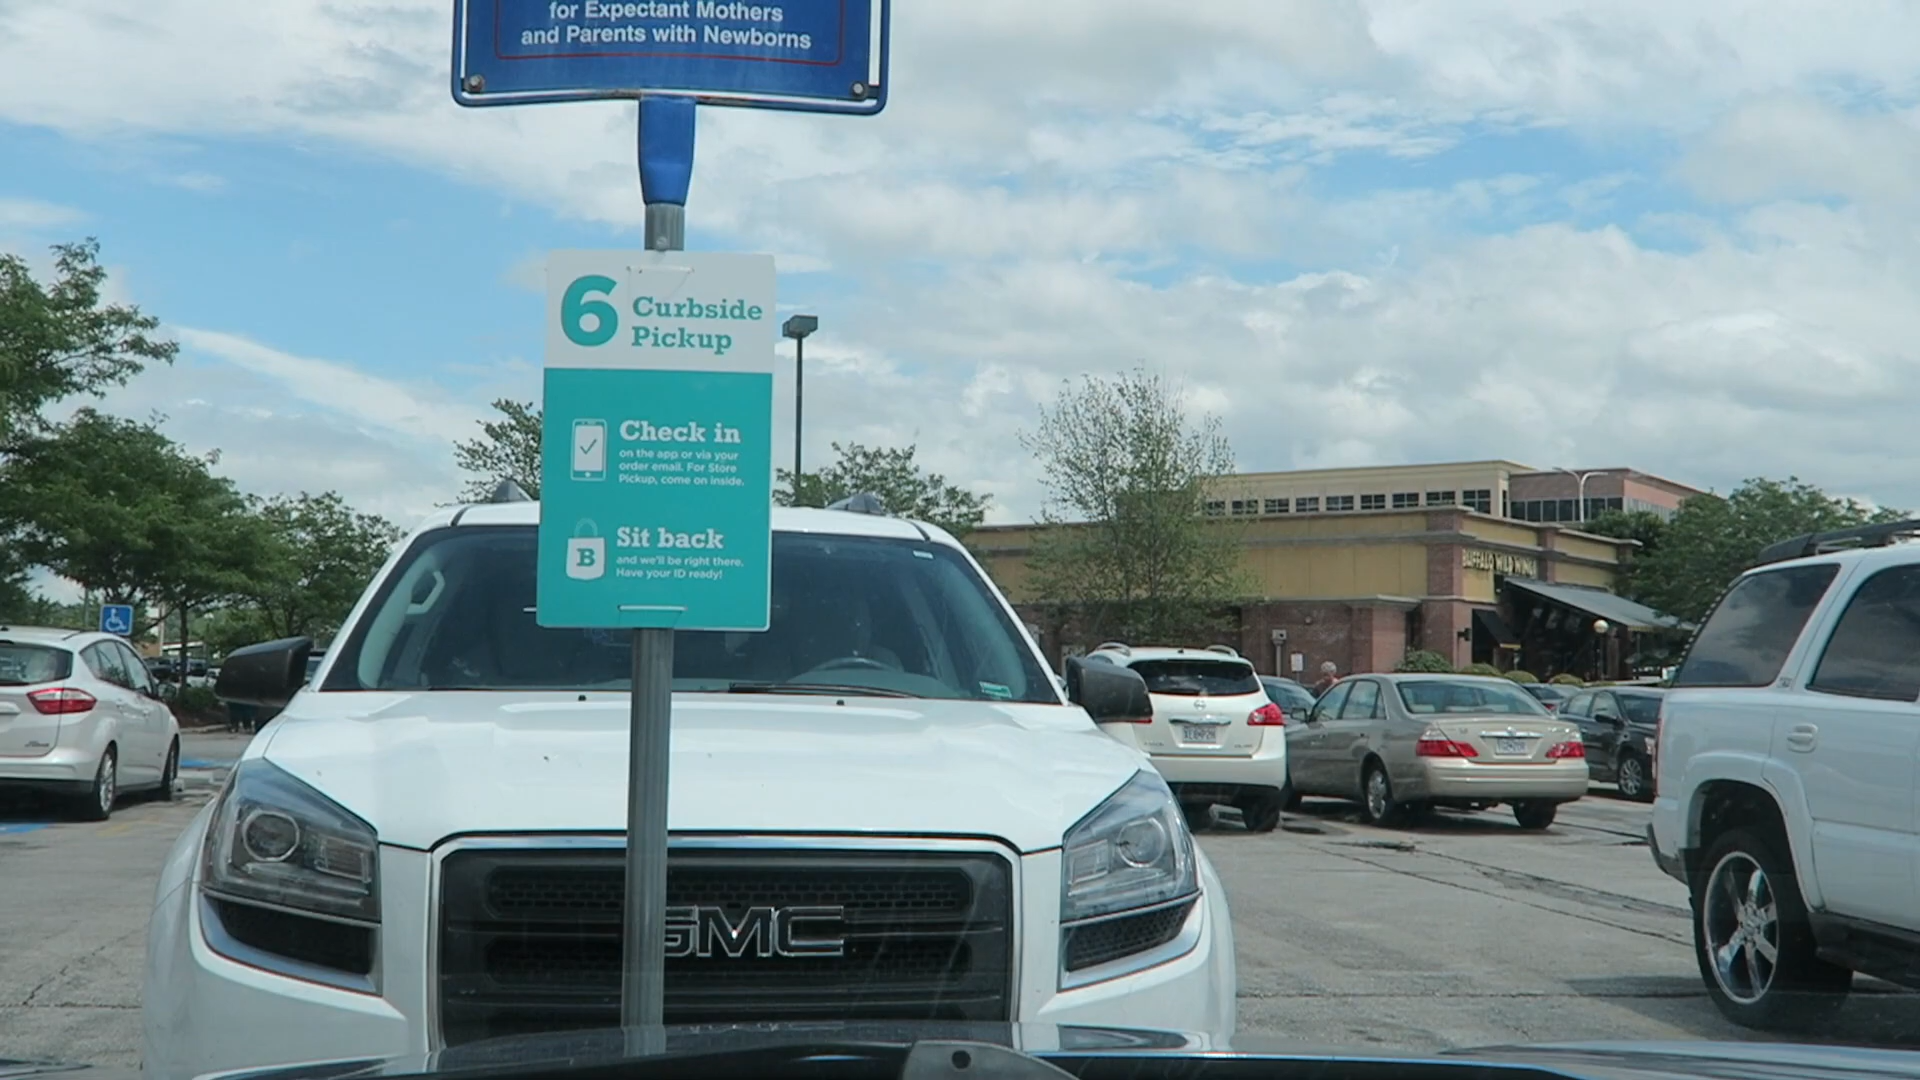 for Expectant Mothers
and Parents with Newborns
6
Curbside
Pickup
Check in
on the app or via your
order email. For Store
Pickup, come on inside.
B
Sit back
and we'll be right there.
Have your ID ready!
BUFFALO WILD WINGS
GMC